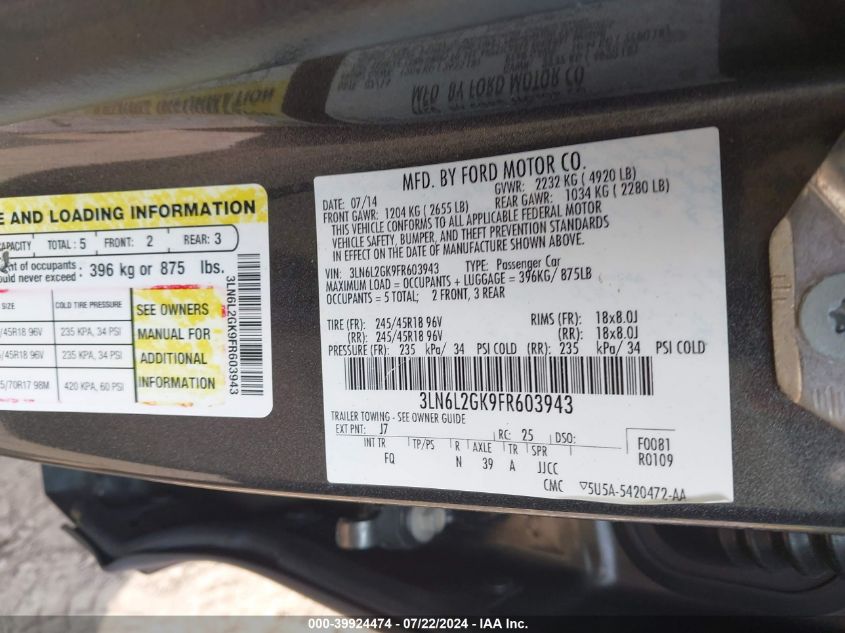 E AND LOADING INFORMATION
CAPACITY TOTAL: 5 FRONT: 2 REAR: 3
of occupants
never exceed · 396 kg or 875 lbs.
SIZE COLD TIRE PRESSURE
/45R18 96V 235 KPA, 34 PSI
/45R18 96V 235 KPA, 34 PSI
5/70R17 98M 420 KPA, 60 PSI
SEE OWNERS
MANUAL FOR
ADDITIONAL
INFORMATION
3LN6L2GK9FR603943
MFD. BY FORD MOTOR CO.
DATE: 07/14 GVWR: 2232 KG ( 4920 LB)
FRONT GAWR: 1204 KG ( 2655 LB) REAR GAWR: 1034 KG ( 2280 LB)
THIS VEHICLE CONFORMS TO ALL APPLICABLE FEDERAL MOTOR
VEHICLE SAFETY, BUMPER, AND THEFT PREVENTION STANDARDS
IN EFFECT ON THE DATE OF MANUFACTURE SHOWN ABOVE.
VIN: 3LN6L2GK9FR603943 TYPE: Passenger Car
MAXIMUM LOAD = OCCUPANTS + LUGGAGE = 396KG/ 875LB
OCCUPANTS = 5 TOTAL; 2 FRONT, 3 REAR
TIRE (FR): 245/45R18 96V RIMS (FR): 18x8.0J
(RR): 245/45R18 96V (RR): 18x8.0J
PRESSURE (FR): 235 kPa/ 34 PSI COLD (RR): 235 kPa/ 34 PSI COLD
3LN6L2GK9FR603943
TRAILER TOWING - SEE OWNER GUIDE
EXT PNT: J7 RC: 25 DSO: F0081
INT TR TP/PS R AXLE TR SPR R0109
FQ N 39 A JJCC
CMC ▽5U5A-5420472-AA
000-39924474 - 07/22/2024 - IAA Inc.